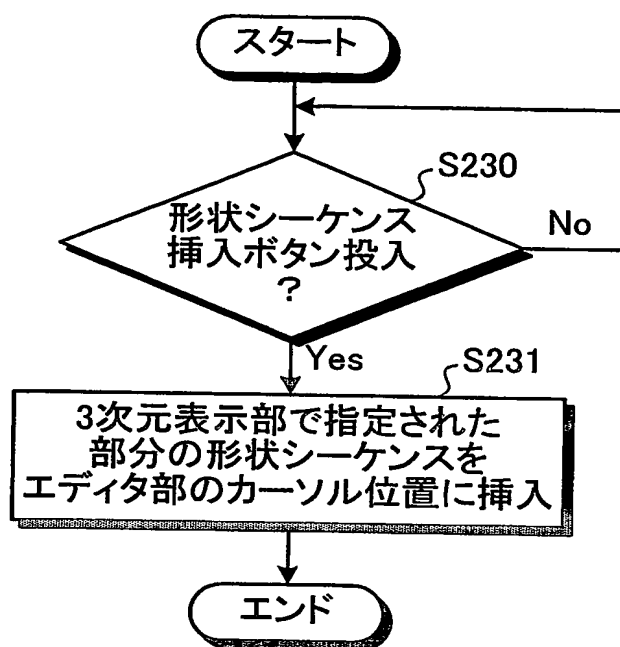 スタート
S230
形状シーケンス
挿入ボタン投入
?
No
Yes
S231
3次元表示部で指定された
部分の形状シーケンスを
エディタ部のカーソル位置に挿入
エンド